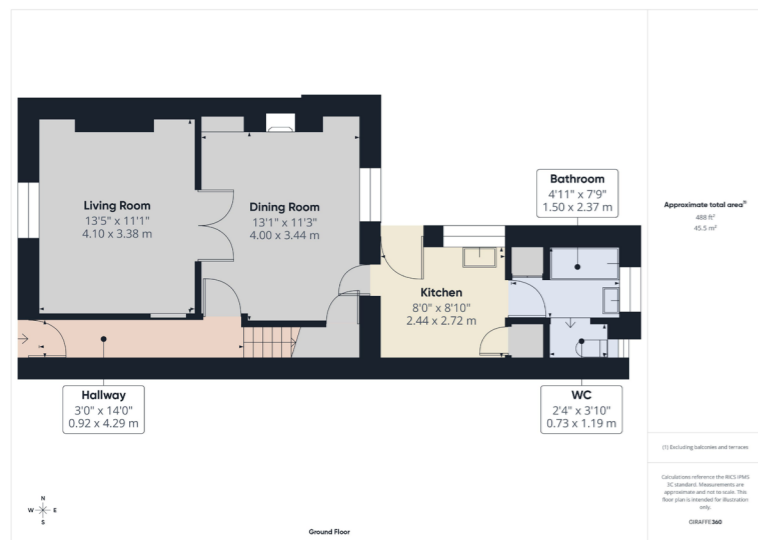 Living Room
13'5" x 11'1"
4.10 x 3.38 m
Dining Room
13'1" x 11'3"
4.00 x 3.44 m
Bathroom
4'11" x 7'9"
1.50 x 2.37 m
Kitchen
8'0" x 8'10"
2.44 x 2.72 m
Hallway
3'0" x 14'0"
0.92 x 4.29 m
WC
2'4" x 3'10"
0.73 x 1.19 m
N
W E
S
Ground Floor
Approximate total area(1)
488 ft²
45.5 m²
(1) Excluding balconies and terraces
Calculations reference the RICS IPMS
2C standard. Measurements are
approximate and not to scale. This
floor plan is intended for illustration
only.
GIRAFFE360